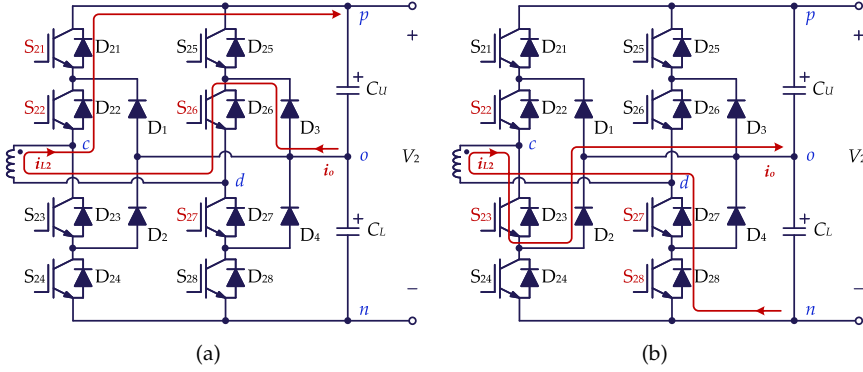 p p
S21 D21 S25 D25 + S21 D21 S25 D25 +
+ CU + CU
S22 D22 S26 D26 S22 D22 S26 D26
D1 D3 D1 D3
c c
iL2 o V2 iL2 o V2
io io
d d
S23 D23 S27 D27 + S23 D23 S27 D27 +
CL CL
D2 D4 D2 D4
S24 D24 S28 D28 − S24 D24 S28 D28 −
n n
(a) (b)